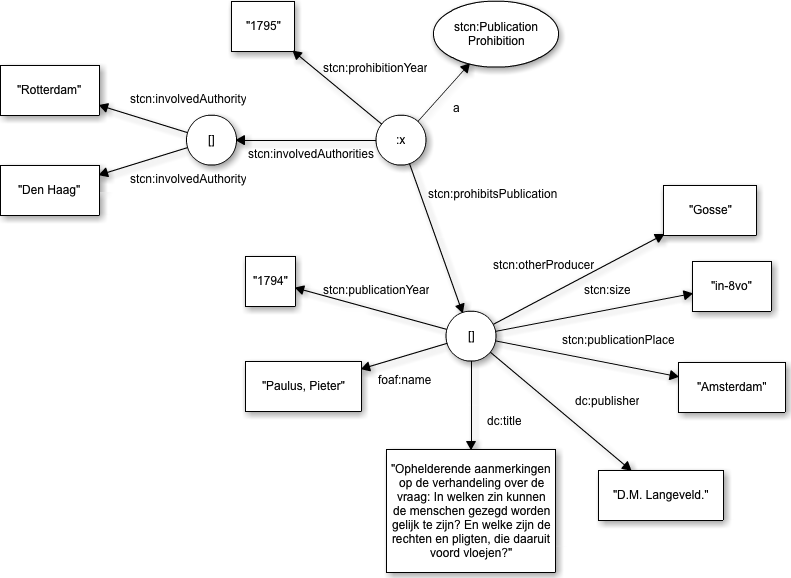 "1795"
stcn:Publication
Prohibition
stcn:prohibitionYear
"Rotterdam"
stcn:involvedAuthority
a
[]
:x
stcn:involvedAuthorities
stcn:involvedAuthority
"Den Haag"
stcn:prohibitsPublication
"Gosse"
stcn:otherProducer
"1794"
stcn:publicationYear
stcn:size
"in-8vo"
[]
stcn:publicationPlace
"Paulus, Pieter"
foaf:name
"Amsterdam"
dc:publisher
dc:title
"Ophelderende aanmerkingen
op de verhandeling over de
vraag: In welken zin kunnen
de menschen gezegd worden
gelijk te zijn? En welke zijn de
rechten en pligten, die daaruit
voord vloejen?"
"D.M. Langeveld."